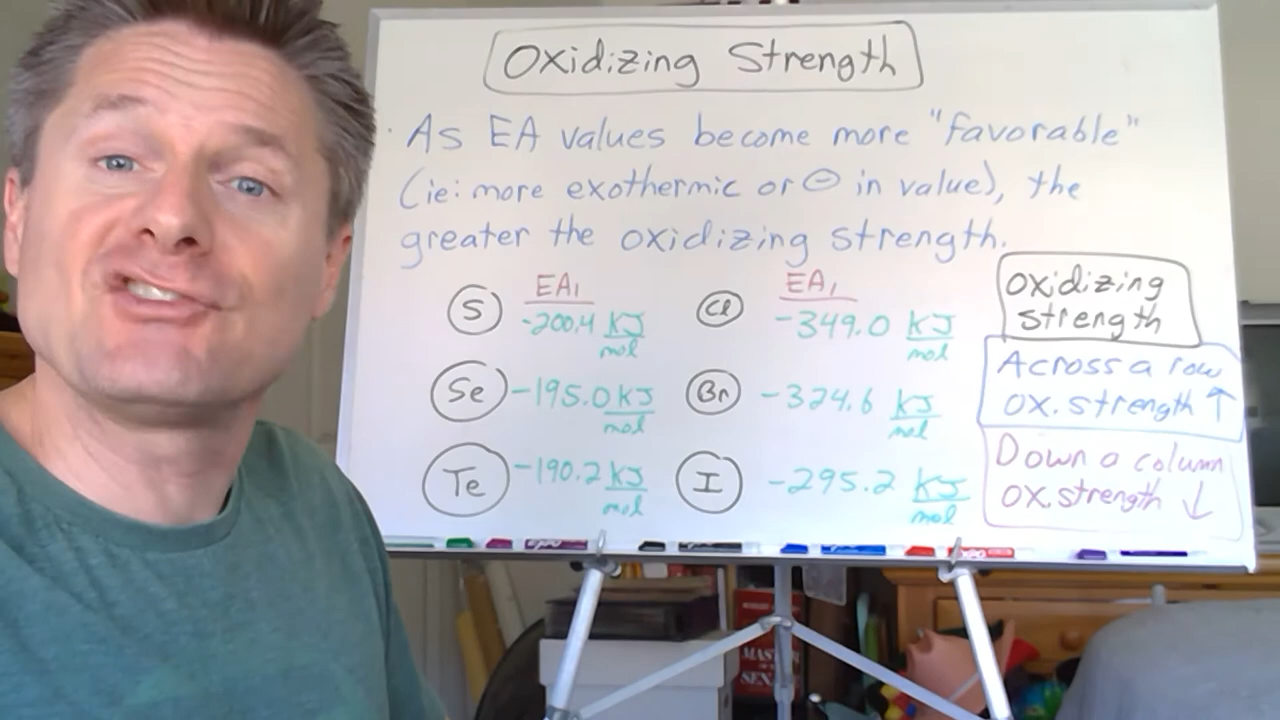 Oxidizing Strength
As EA values become more "favorable"
(ie: more exothermic or ⊖ in value), the
greater the oxidizing strength.
EA₁
EA₁
S -200.4 kJ/mol
Cl -349.0 kJ/mol
Se -195.0 kJ/mol
Br -324.6 kJ/mol
Te -190.2 kJ/mol
I -295.2 kJ/mol
oxidizing
strength
Across a row
ox. strength ↑
Down a column
ox. strength ↓
expo
MAS
SEN